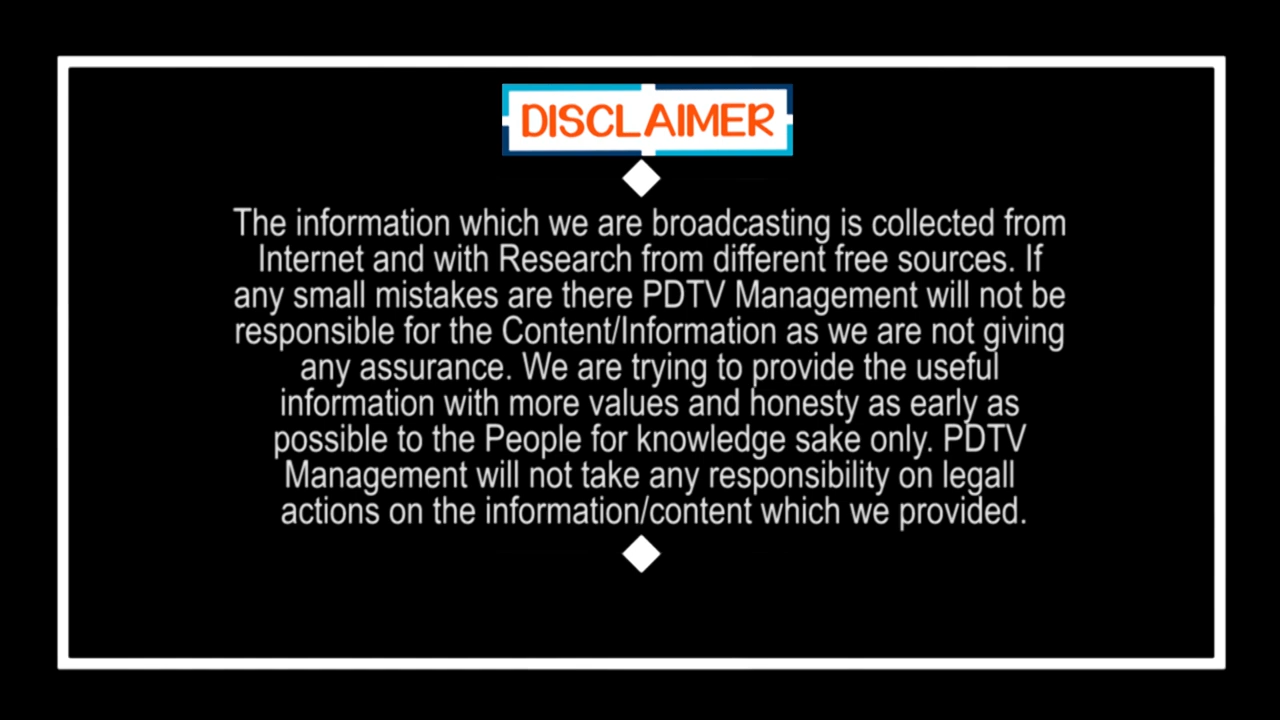 DISCLAIMER
The information which we are broadcasting is collected from
Internet and with Research from different free sources. If
any small mistakes are there PDTV Management will not be
responsible for the Content/Information as we are not giving
any assurance. We are trying to provide the useful
information with more values and honesty as early as
possible to the People for knowledge sake only. PDTV
Management will not take any responsibility on legall
actions on the information/content which we provided.